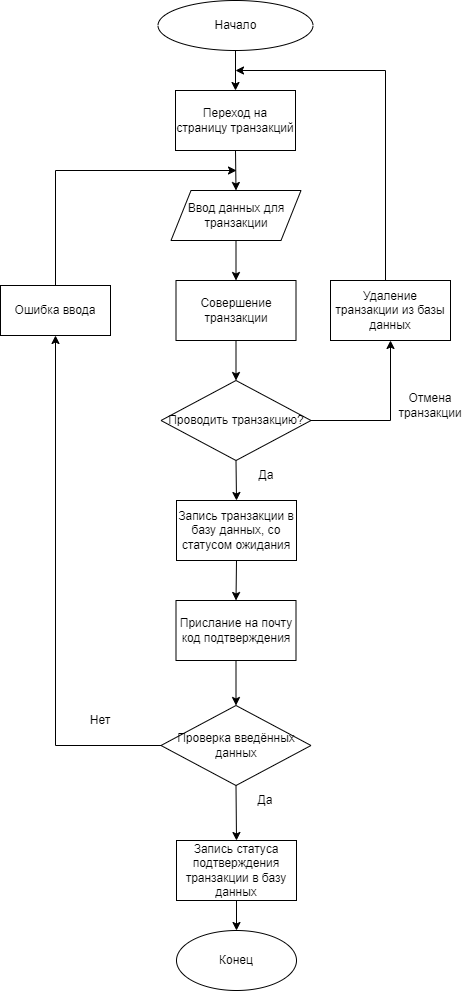 Начало
Переход на
страницу транзакций
Ввод данных для
транзакции
Ошибка ввода
Совершение
транзакции
Удаление
транзакции из базы
данных
Проводить транзакцию?
Отмена
транзакции
Да
Запись транзакции в
базу данных, со
статусом ожидания
Прислание на почту
код подтверждения
Нет
Проверка введённых
данных
Да
Запись статуса
подтверждения
транзакции в базу
данных
Конец